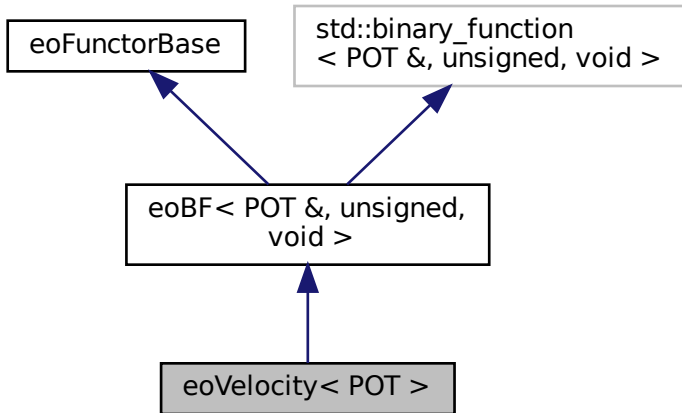 eoFunctorBase
std::binary_function
< POT &, unsigned, void >
eoBF< POT &, unsigned,
void >
eoVelocity< POT >